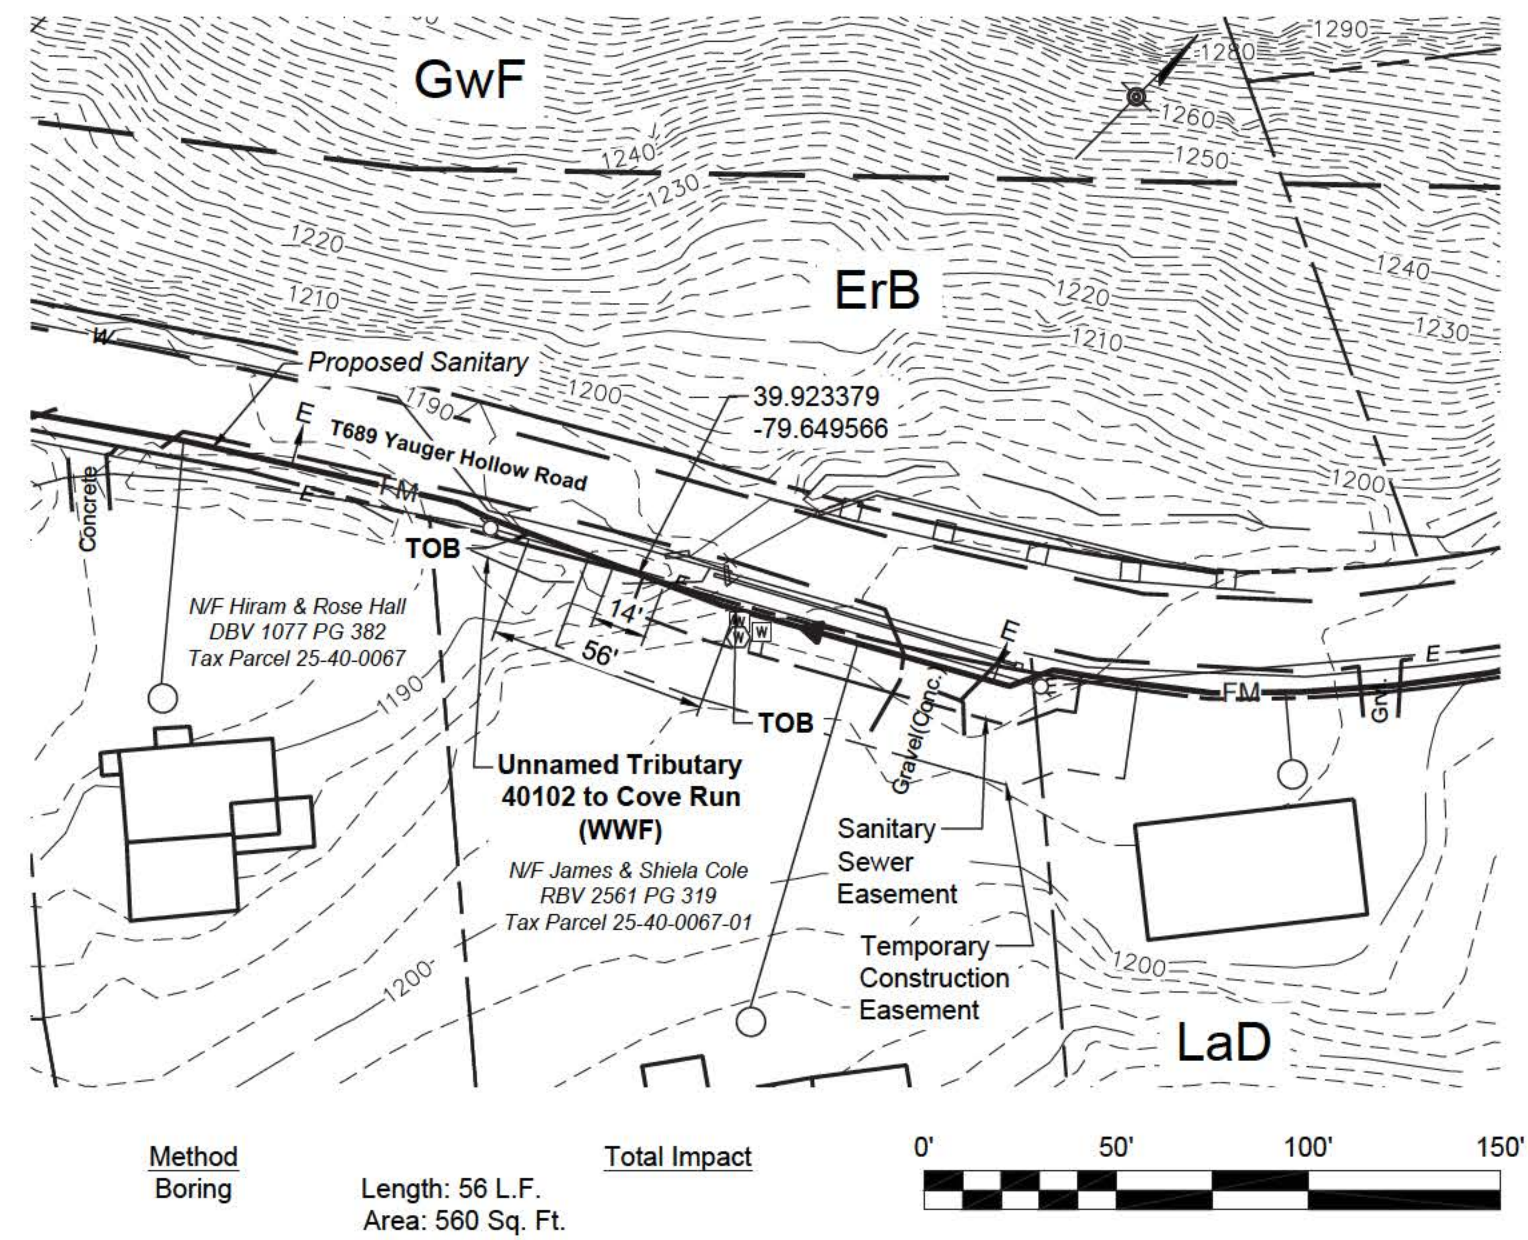 1290
1280
GwF
1260
1240
1250
1230
1220
1240
ErB
1210
1220
1230
W
1210
Proposed Sanitary
1200
39.923379
1190
-79.649566
E
T689 Yauger Hollow Road
1200
FM
E
Concrete
TOB
E
N/F Hiram & Rose Hall
DBV 1077 PG 382
Tax Parcel 25-40-0067
14'
W
W
W
E
56'
E
1190
E
FM
Grv.
TOB
Gravel(Conc.)
Unnamed Tributary
40102 to Cove Run
(WWF)
Sanitary
Sewer
Easement
N/F James & Shiela Cole
RBV 2561 PG 319
Tax Parcel 25-40-0067-01
Temporary
Construction
Easement
1200
1200
LaD
Method
Boring
Total Impact
Length: 56 L.F.
Area: 560 Sq. Ft.
0' 50' 100' 150'